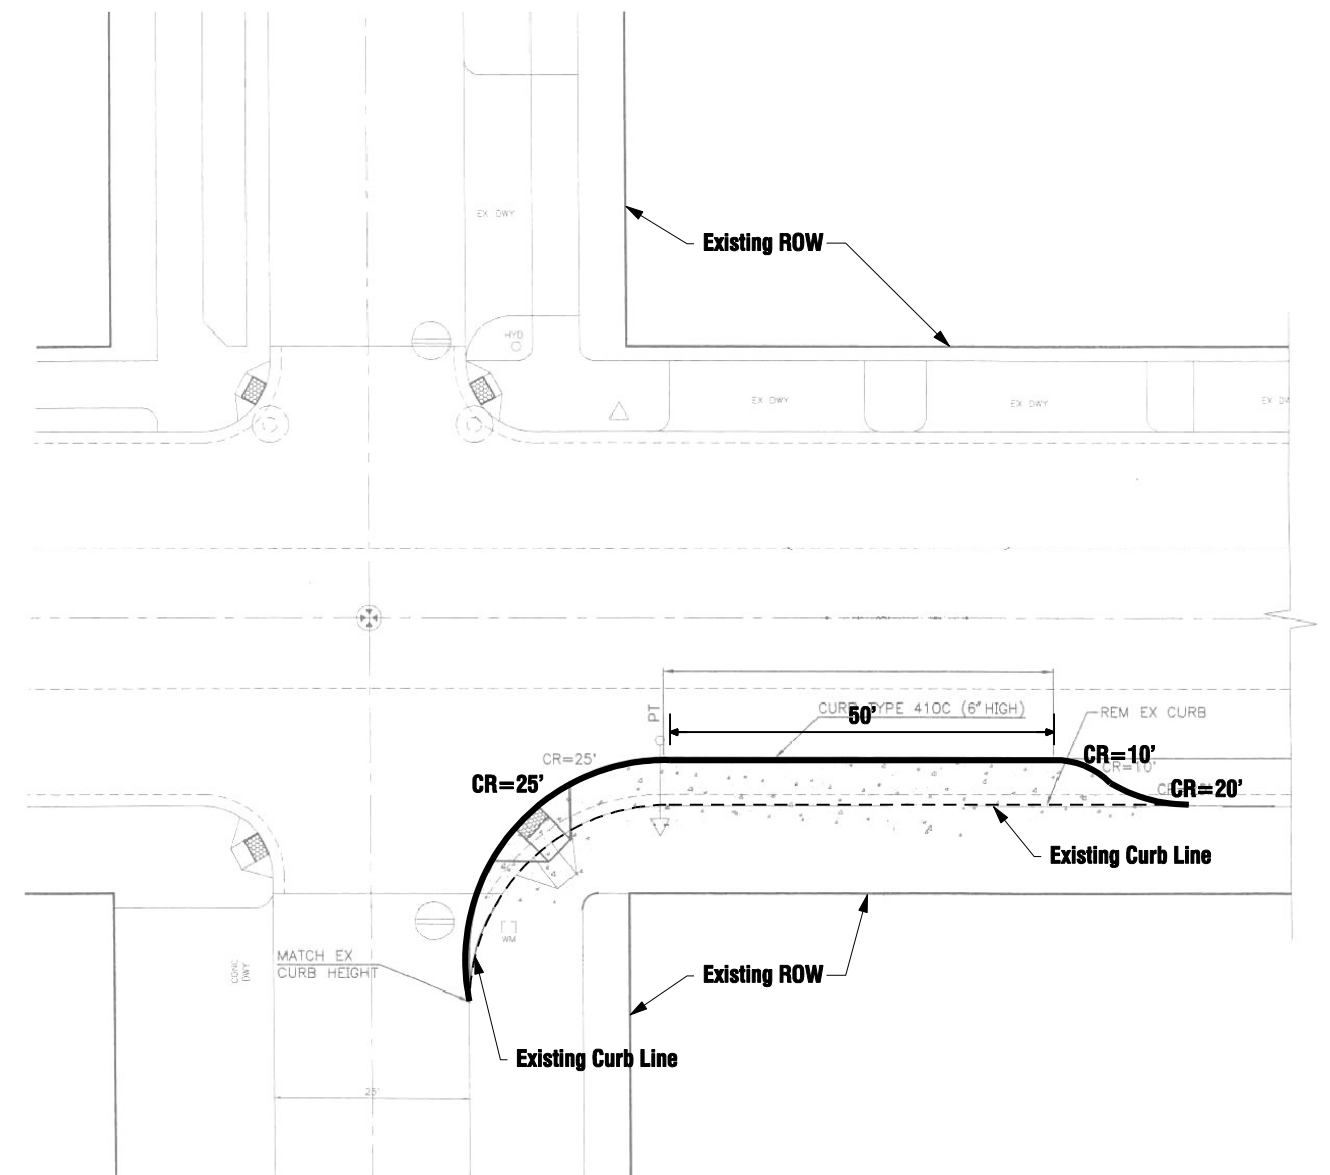 EX DWY
Existing ROW
HYD
EX DWY
EX DWY
PT
CURB TYPE 410C (6" HIGH)
50'
REM EX CURB
CR=25'
CR=10'
CR=10'
CR=25'
CR=20'
Existing Curb Line
WM
MATCH EX
CURB HEIGHT
CONC
DWY
Existing ROW
Existing Curb Line
25'